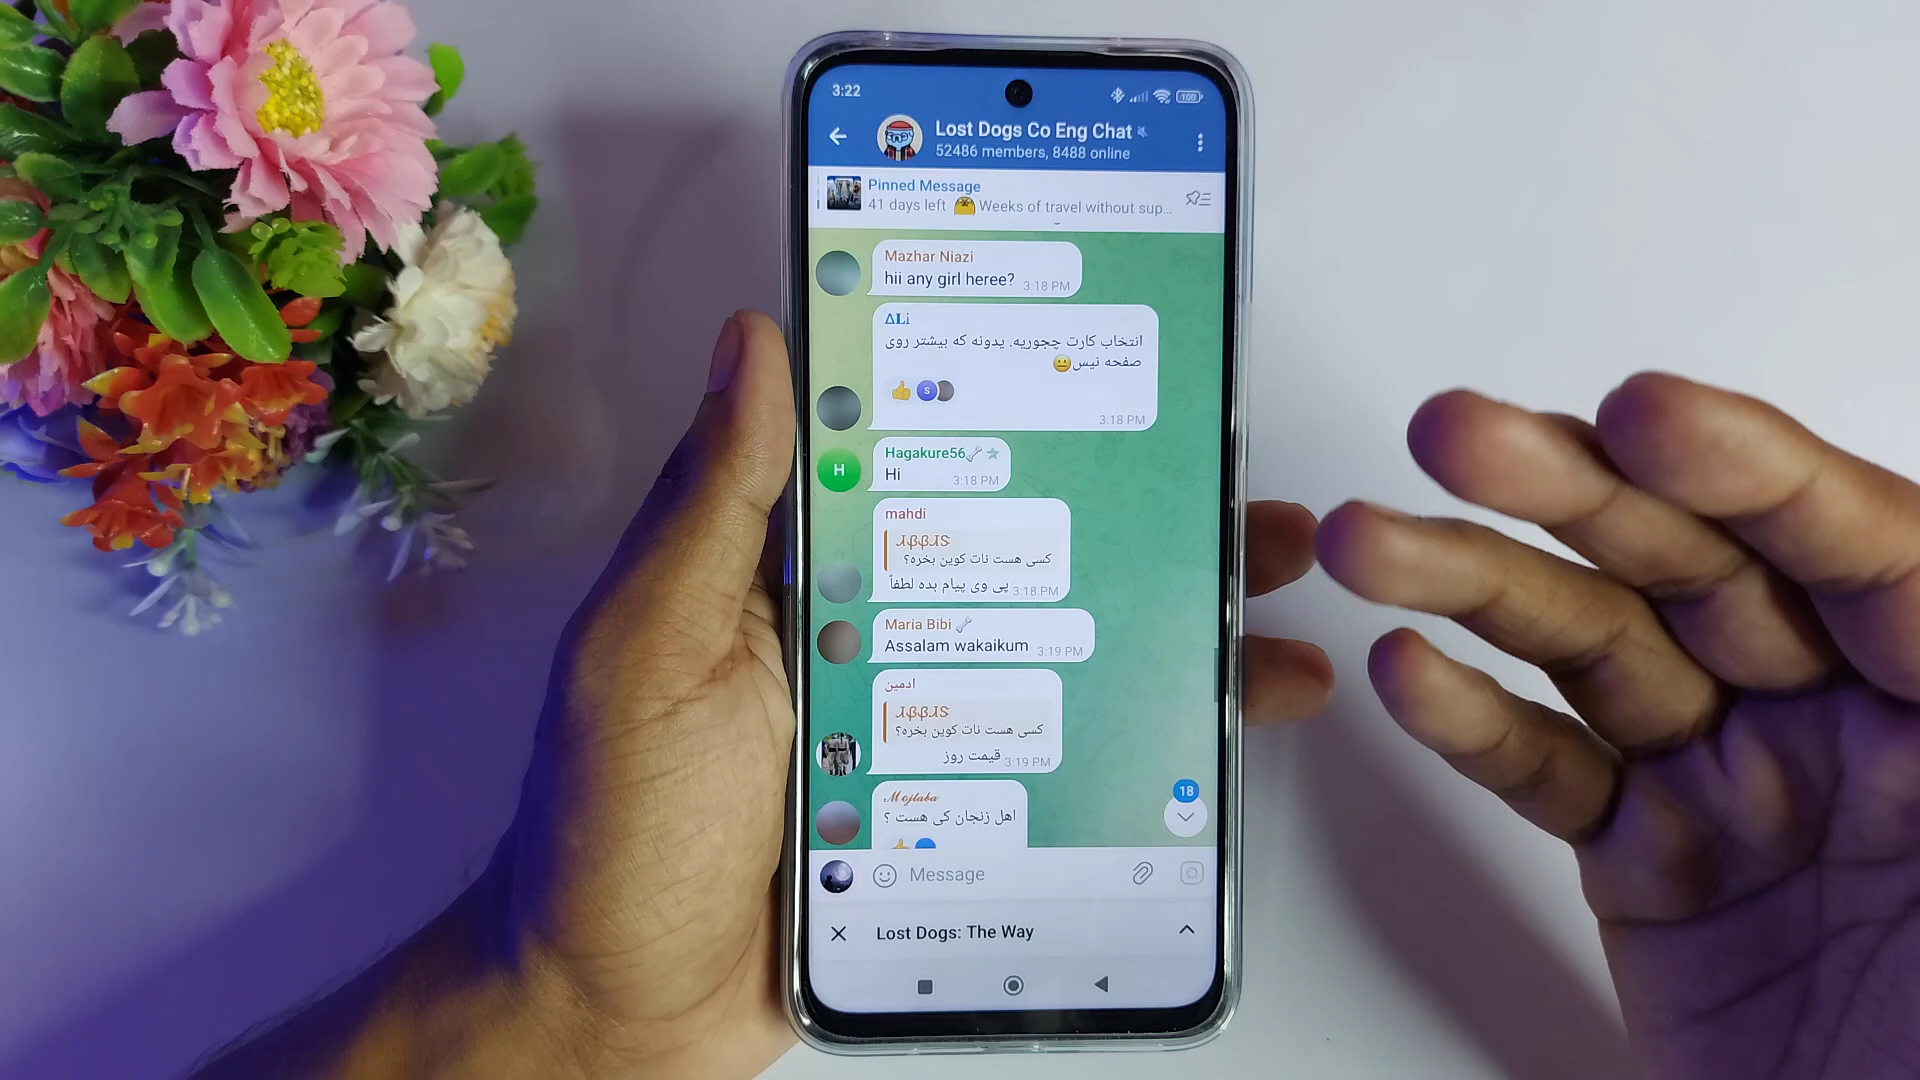 3:22
100
Lost Dogs Co Eng Chat
52486 members, 8488 online
Pinned Message
41 days left Weeks of travel without sup...
Mazhar Niazi
hii any girl heree? 3:18 PM
ΔLi
انتخاب کارت چجوریه. یدونه که بیشتر روی
صفحه نیس😐
👍 S
3:18 PM
H
Hagakure56🦴
Hi 3:18 PM
mahdi
کسی هست نات کوین بخره؟
پی وی پیام بده لطفاً 3:18 PM
Maria Bibi 🦴
Assalam wakaikum 3:19 PM
ادمین
کسی هست نات کوین بخره؟
قیمت روز 3:19 PM
Mojtaba
اهل زنجان کی هست ؟
18
Message
Lost Dogs: The Way